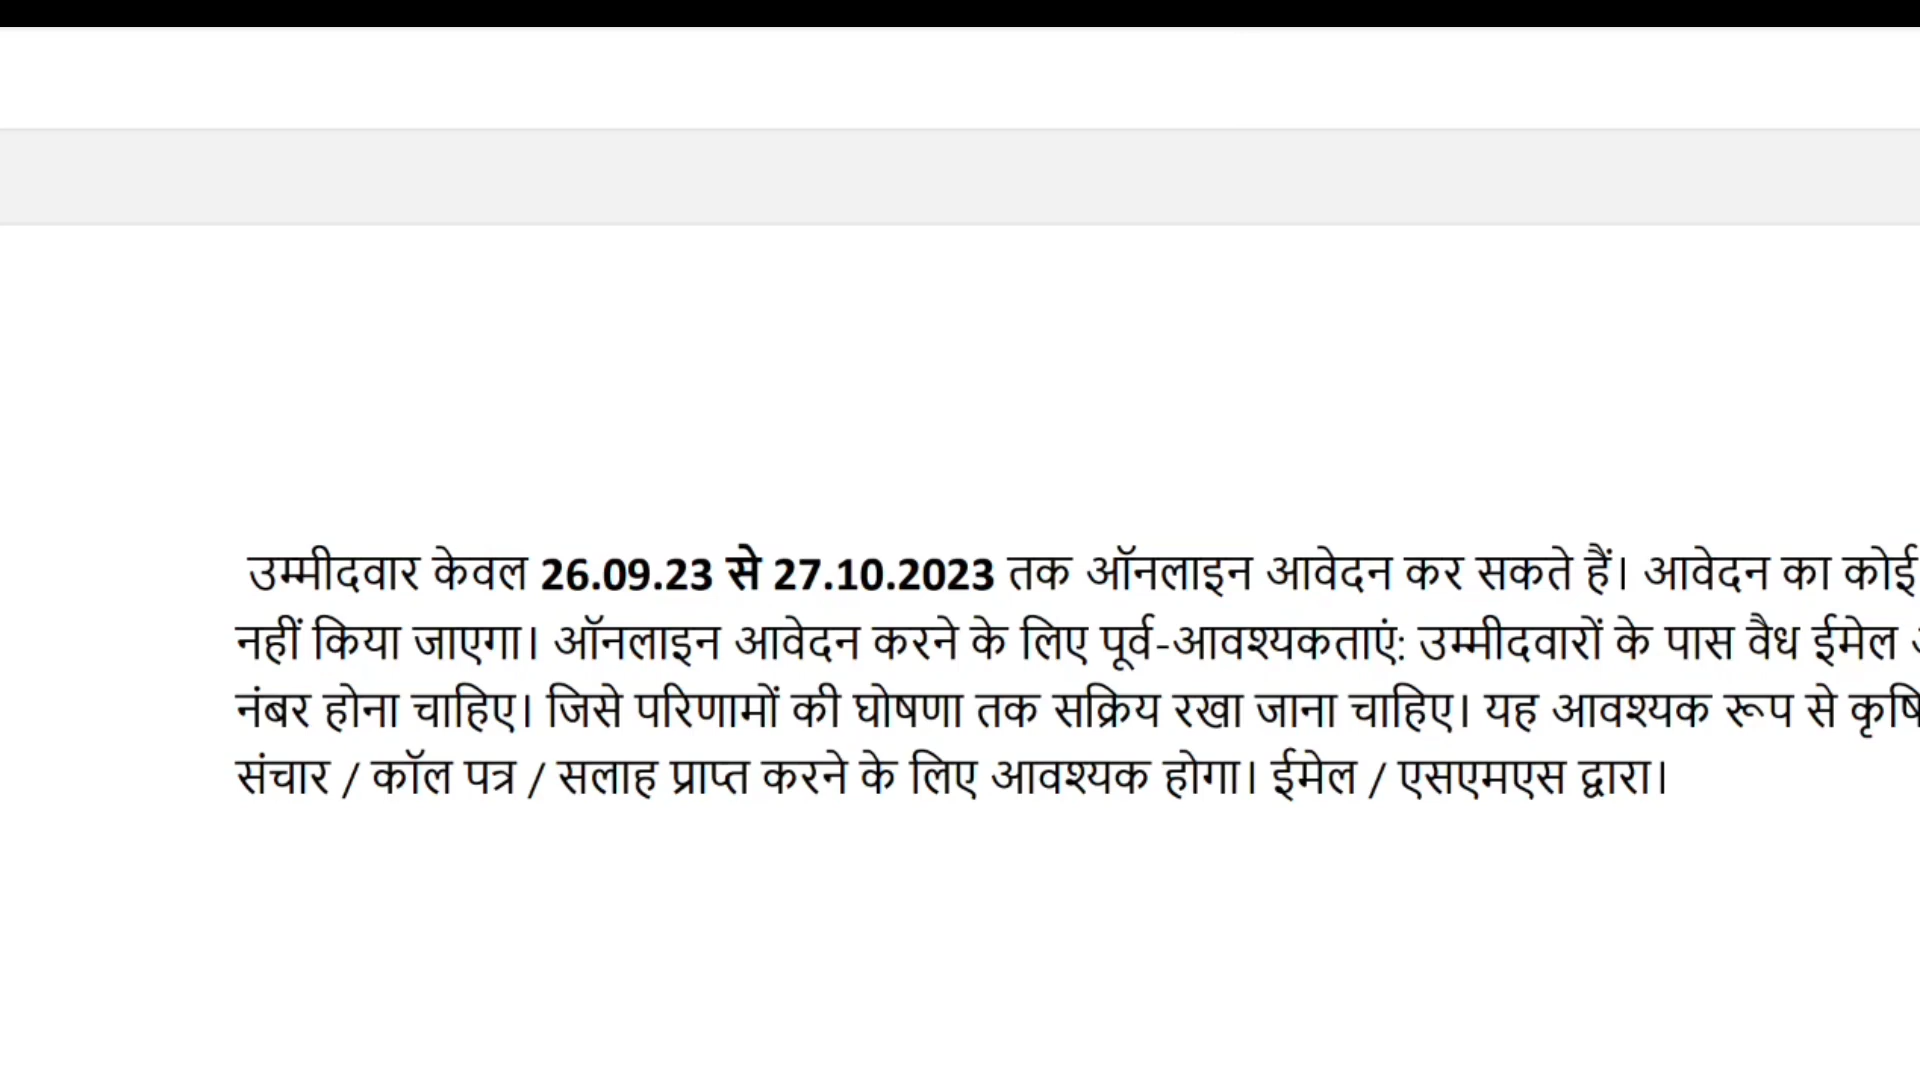 उम्मीदवार केवल 26.09.23 से 27.10.2023 तक ऑनलाइन आवेदन कर सकते हैं। आवेदन का कोई
नहीं किया जाएगा। ऑनलाइन आवेदन करने के लिए पूर्व-आवश्यकताएं: उम्मीदवारों के पास वैध ईमेल
नंबर होना चाहिए। जिसे परिणामों की घोषणा तक सक्रिय रखा जाना चाहिए। यह आवश्यक रूप से
संचार / कॉल पत्र / सलाह प्राप्त करने के लिए आवश्यक होगा। ईमेल / एसएमएस द्वारा।